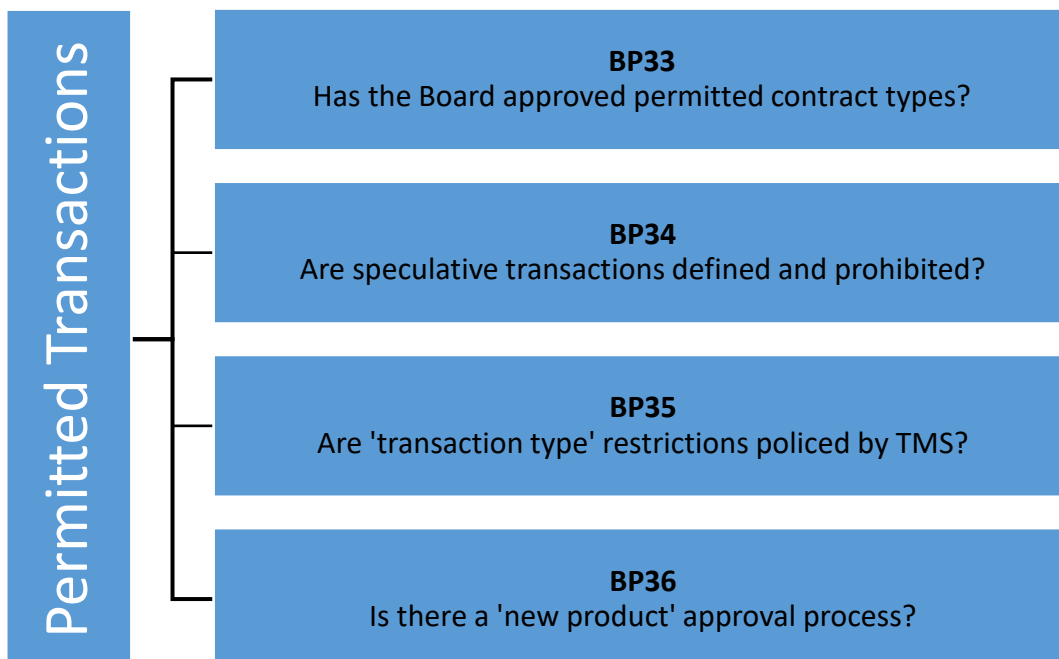 Permitted Transactions
BP33
Has the Board approved permitted contract types?
BP34
Are speculative transactions defined and prohibited?
BP35
Are 'transaction type' restrictions policed by TMS?
BP36
Is there a 'new product' approval process?